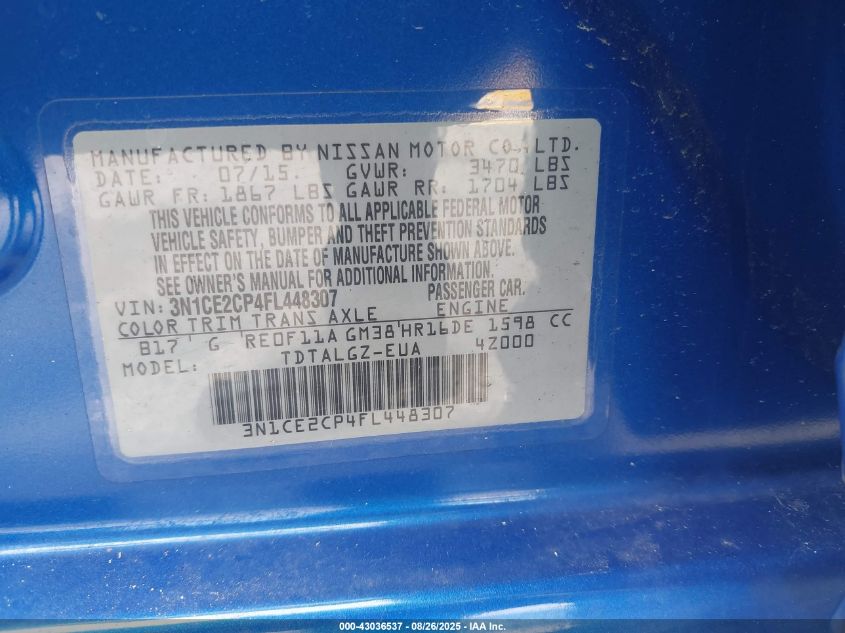 MANUFACTURED BY NISSAN MOTOR CO., LTD.
DATE: 07/15 GVWR: 3470 LBS
GAWR FR: 1867 LBS GAWR RR: 1704 LBS
THIS VEHICLE CONFORMS TO ALL APPLICABLE FEDERAL MOTOR
VEHICLE SAFETY, BUMPER AND THEFT PREVENTION STANDARDS
IN EFFECT ON THE DATE OF MANUFACTURE SHOWN ABOVE.
SEE OWNER'S MANUAL FOR ADDITIONAL INFORMATION.
VIN: 3N1CE2CP4FL448307 PASSENGER CAR.
COLOR TRIM TRANS AXLE ENGINE
B17 G RE0F11A GM38 HR16DE 1598 CC
MODEL: TDTALGZ-EUA 4Z000
3N1CE2CP4FL448307
000-43036537 - 08/26/2025 - IAA Inc.